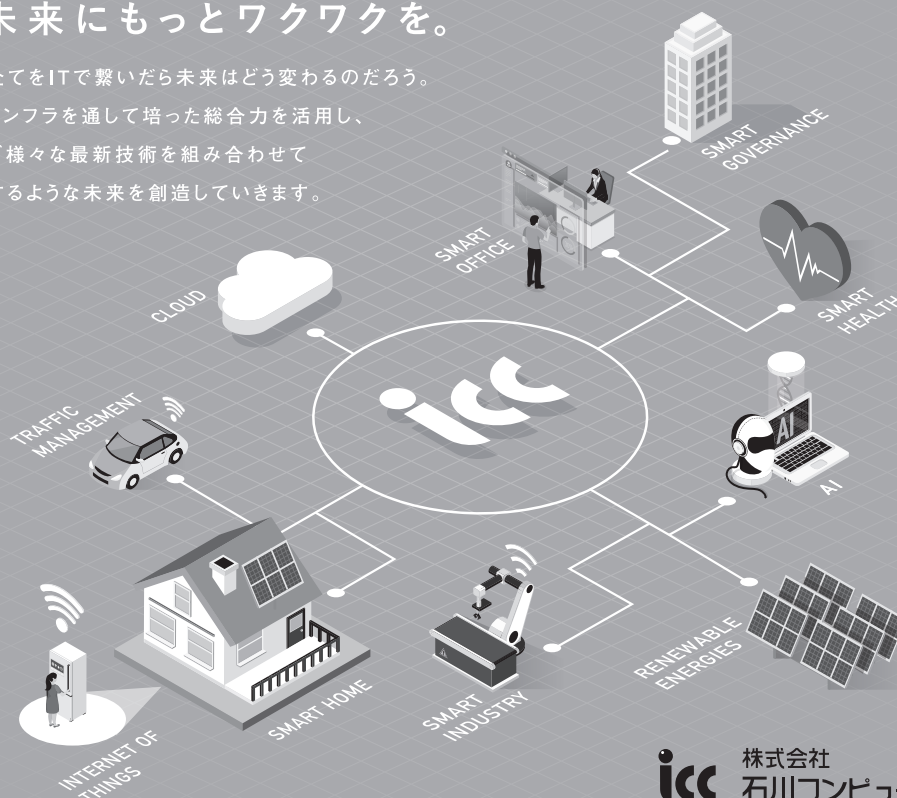 未来にもっとワクワクを。
たてをITで繋いだら未来はどう変わるのだろう。
ンフラを通して培った総合力を活用し、
様々な最新技術を組み合わせて
するような未来を創造していきます。
SMART
GOVERNANCE
SMART
OFFICE
SMART
HEALTH
CLOUD
icc
TRAFFIC
MANAGEMENT
AI
AI
RENEWABLE
ENERGIES
SMART HOME
SMART
INDUSTRY
INTERNET OF
THINGS
icc
株式会社
石川コンピュ